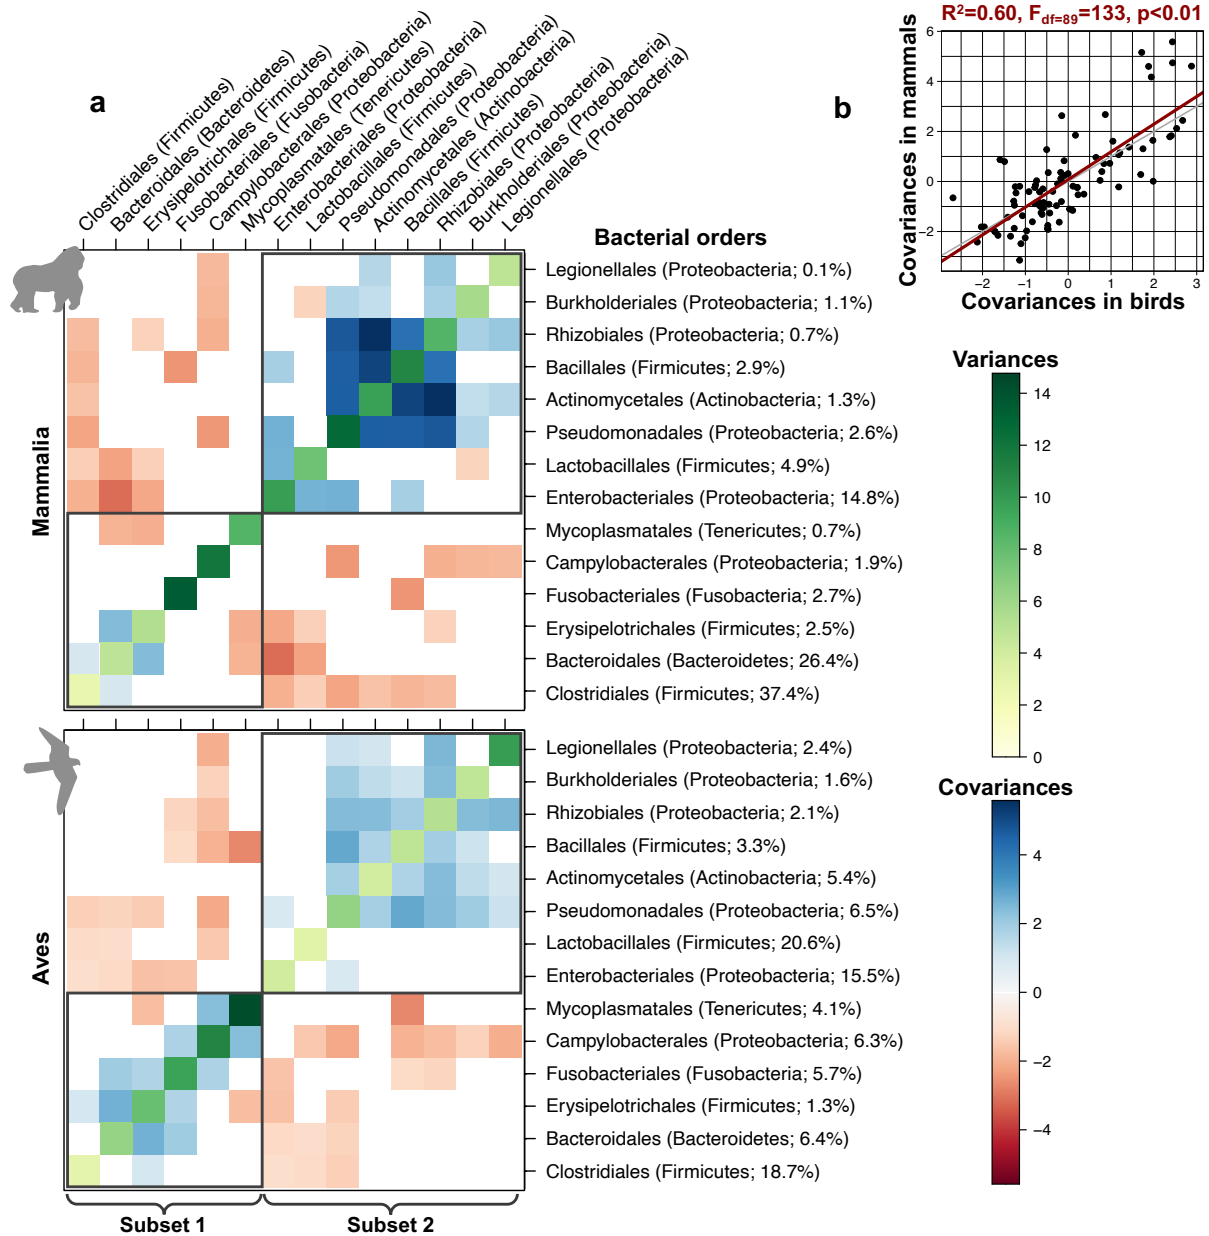 a
Clostridiales (Firmicutes)
Bacteroidales (Bacteroidetes)
Erysipelotrichales (Firmicutes)
Fusobacteriales (Fusobacteria)
Campylobacterales (Proteobacteria)
Mycoplasmatales (Tenericutes)
Enterobacteriales (Proteobacteria)
Lactobacillales (Firmicutes)
Pseudomonadales (Proteobacteria)
Actinomycetales (Actinobacteria)
Bacillales (Firmicutes)
Rhizobiales (Proteobacteria)
Burkholderiales (Proteobacteria)
Legionellales (Proteobacteria)
Bacterial orders
Mammalia
Legionellales (Proteobacteria; 0.1%)
Burkholderiales (Proteobacteria; 1.1%)
Rhizobiales (Proteobacteria; 0.7%)
Bacillales (Firmicutes; 2.9%)
Actinomycetales (Actinobacteria; 1.3%)
Pseudomonadales (Proteobacteria; 2.6%)
Lactobacillales (Firmicutes; 4.9%)
Enterobacteriales (Proteobacteria; 14.8%)
Mycoplasmatales (Tenericutes; 0.7%)
Campylobacterales (Proteobacteria; 1.9%)
Fusobacteriales (Fusobacteria; 2.7%)
Erysipelotrichales (Firmicutes; 2.5%)
Bacteroidales (Bacteroidetes; 26.4%)
Clostridiales (Firmicutes; 37.4%)
Aves
Legionellales (Proteobacteria; 2.4%)
Burkholderiales (Proteobacteria; 1.6%)
Rhizobiales (Proteobacteria; 2.1%)
Bacillales (Firmicutes; 3.3%)
Actinomycetales (Actinobacteria; 5.4%)
Pseudomonadales (Proteobacteria; 6.5%)
Lactobacillales (Firmicutes; 20.6%)
Enterobacteriales (Proteobacteria; 15.5%)
Mycoplasmatales (Tenericutes; 4.1%)
Campylobacterales (Proteobacteria; 6.3%)
Fusobacteriales (Fusobacteria; 5.7%)
Erysipelotrichales (Firmicutes; 1.3%)
Bacteroidales (Bacteroidetes; 6.4%)
Clostridiales (Firmicutes; 18.7%)
Subset 1
Subset 2
b
R²=0.60, F df=89=133, p<0.01
Covariances in mammals
6
4
2
0
−2
−2
−1
0
1
2
3
Covariances in birds
Variances
14
12
10
8
6
4
2
0
Covariances
4
2
0
−2
−4